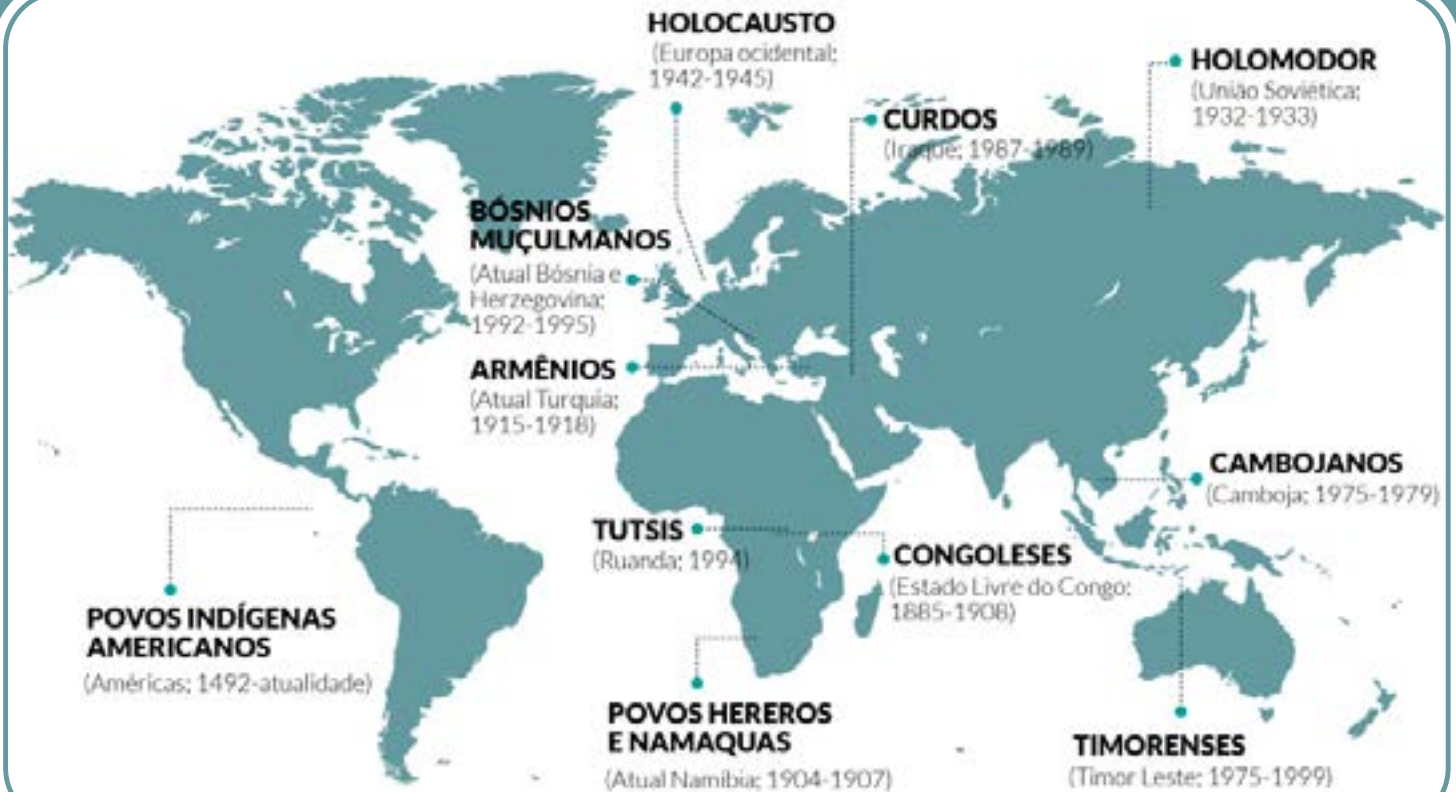 HOLOCAUSTO
(Europa ocidental;
1942-1945)
HOLOMODOR
(União Soviética;
1932-1933)
CURDOS
(Iraque; 1987-1989)
BÓSNIOS
MUÇULMANOS
(Atual Bósnia e
Herzegovina;
1992-1995)
ARMÊNIOS
(Atual Turquia;
1915-1918)
CAMBOJANOS
(Camboja; 1975-1979)
TUTSIS
(Ruanda; 1994)
CONGOLESES
(Estado Livre do Congo;
1885-1908)
POVOS INDÍGENAS
AMERICANOS
(Américas; 1492-atualidade)
POVOS HEREROS
E NAMAQUAS
(Atual Namíbia; 1904-1907)
TIMORENSES
(Timor Leste; 1975-1999)